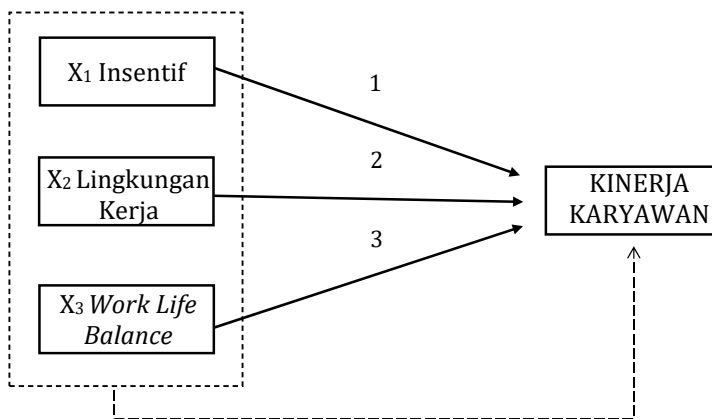 X₁ Insentif
1
X₂ Lingkungan
Kerja
2
KINERJA
KARYAWAN
3
X₃ Work Life
Balance